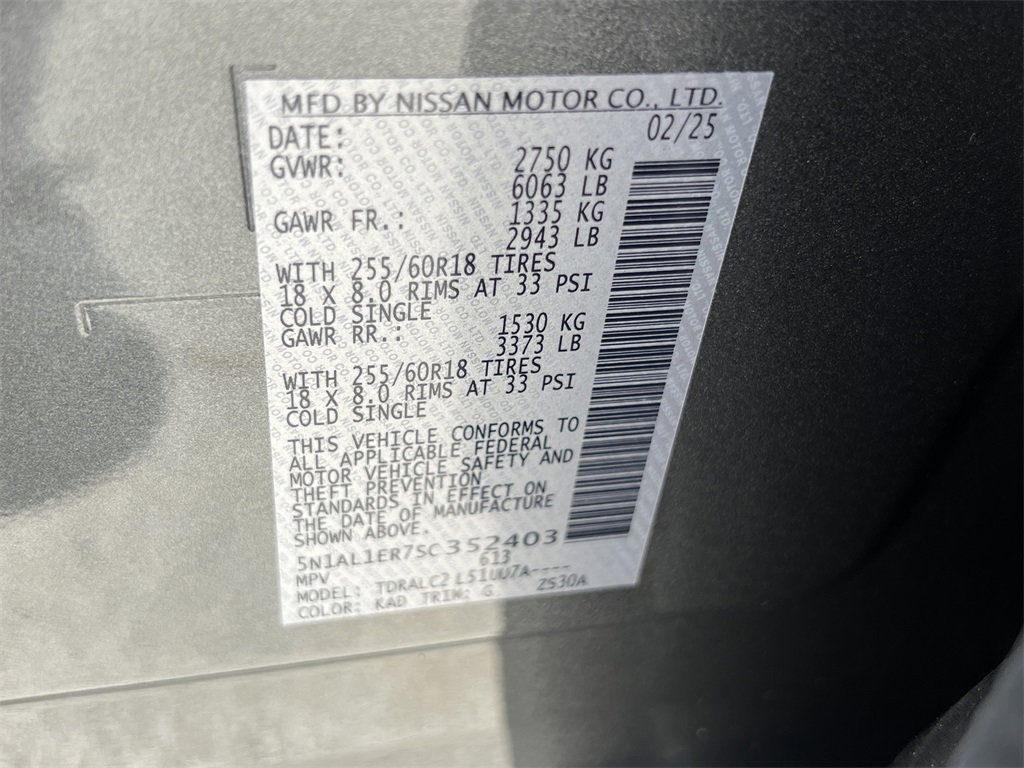 MFD BY NISSAN MOTOR CO., LTD.
DATE: 02/25
GVWR: 2750 KG
6063 LB
GAWR FR.: 1335 KG
2943 LB
WITH 255/60R18 TIRES
18 X 8.0 RIMS AT 33 PSI
COLD SINGLE
GAWR RR.: 1530 KG
3373 LB
WITH 255/60R18 TIRES
18 X 8.0 RIMS AT 33 PSI
COLD SINGLE
THIS VEHICLE CONFORMS TO
ALL APPLICABLE FEDERAL
MOTOR VEHICLE SAFETY AND
THEFT PREVENTION
STANDARDS IN EFFECT ON
THE DATE OF MANUFACTURE
SHOWN ABOVE.
5N1AL1ER7SC352403
MPV 613
MODEL: TDRALC2 L51UU7A----
COLOR: KAD TRIM: G ZS30A